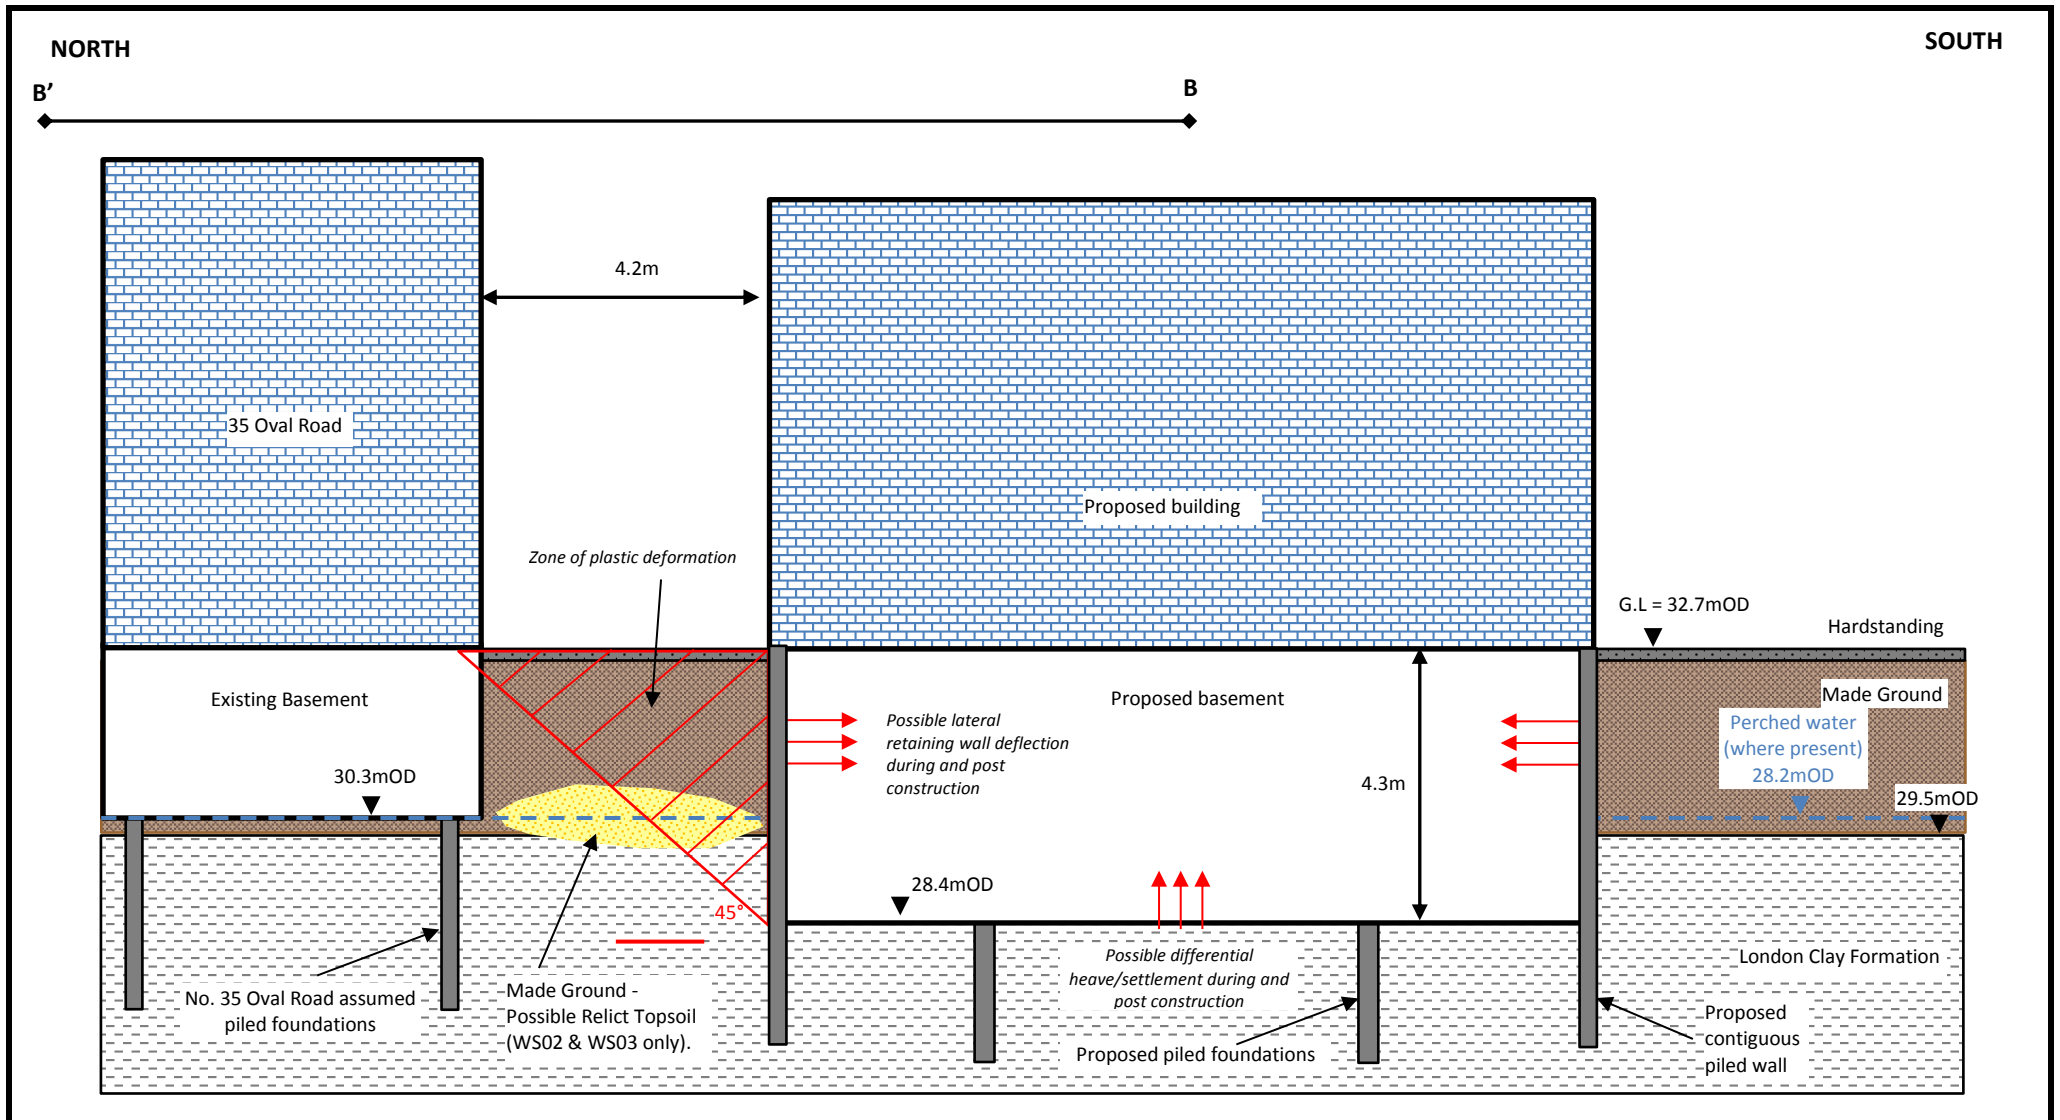 NORTH
SOUTH
B’
B
4.2m
35 Oval Road
Proposed building
Zone of plastic deformation
G.L = 32.7mOD
Hardstanding
Existing Basement
Proposed basement
Made Ground
Possible lateral
retaining wall deflection
during and post
construction
Perched water
(where present)
28.2mOD
30.3mOD
4.3m
29.5mOD
28.4mOD
45°
Possible differential
heave/settlement during and
post construction
London Clay Formation
No. 35 Oval Road assumed
piled foundations
Made Ground -
Possible Relict Topsoil
(WS02 & WS03 only).
Proposed piled foundations
Proposed
contiguous
piled wall